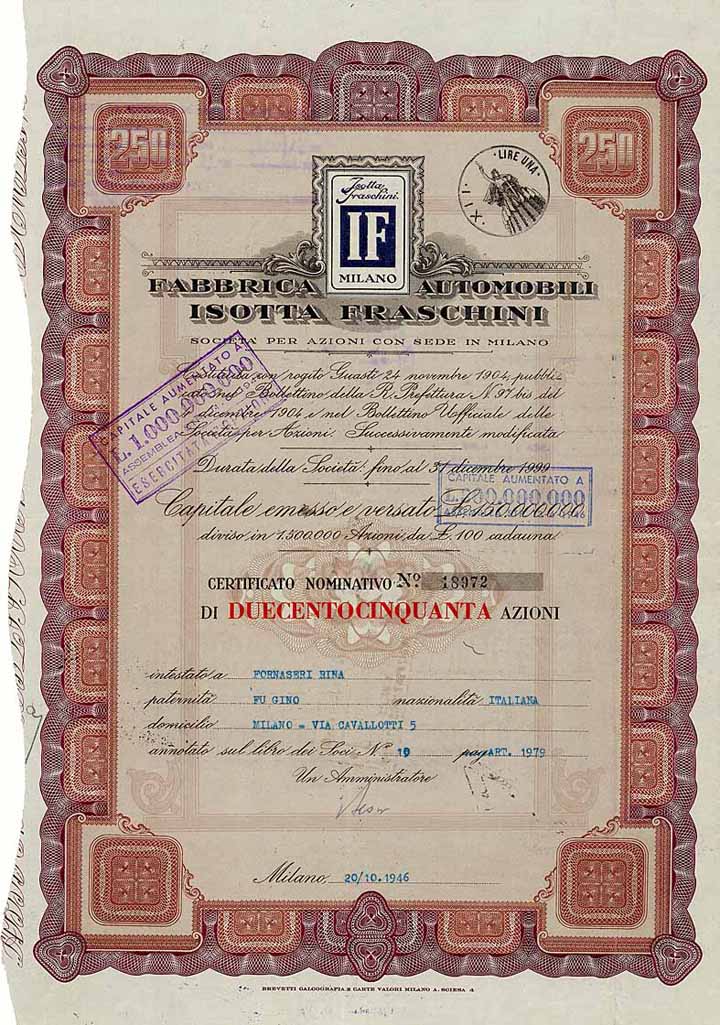 250
250
LIRE UNA
XII
Isotta
Fraschini.
IF
MILANO
FABBRICA AUTOMOBILI
ISOTTA FRASCHINI
SOCIETÀ PER AZIONI CON SEDE IN MILANO
Costituita con rogito Guasti 24 novembre 1904, pubbli-
cato nel Bollettino della R. Prefettura N. 97 bis del
dicembre 1904 e nel Bollettino Ufficiale delle
Società per Azioni. Successivamente modificata
CAPITALE AUMENTATO A
L. 1.000.000.000
ASSEMBLEA
ESERCITATO
Durata della Società: fino al 31 dicembre 1999
CAPITALE AUMENTATO A
Capitale emesso e versato £. 150.000.000
diviso in 1.500.000 Azioni da £. 100 cadauna
CERTIFICATO NOMINATIVO No. 18972
DI DUECENTOCINQUANTA AZIONI
intestato a FORNASERI RINA
paternità FU GINO nazionalità ITALIANA
domicilio MILANO = VIA CAVALLOTTI 5
annotato sul libro dei Soci No. 19 pag ART. 1979
Un Amministratore
Milano, 20/10.1946
BREVETTI CALCOGRAFIA E CARTE VALORI MILANO A. SCIESA 4